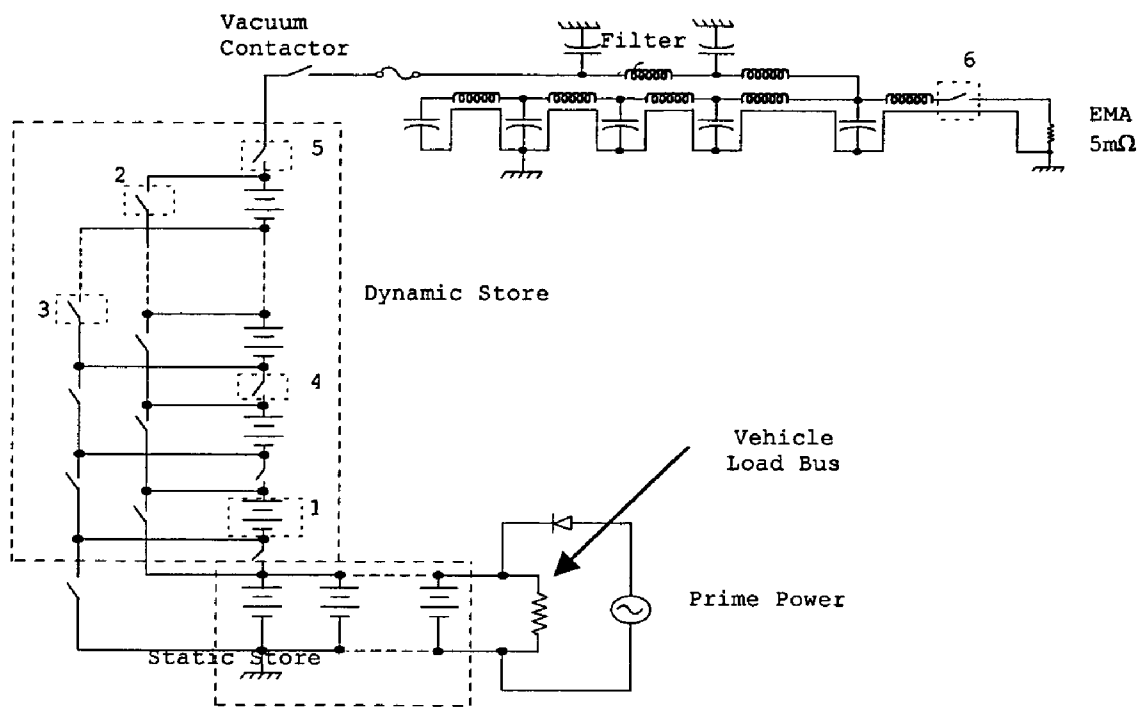 Vacuum
Contactor
Filter
6
EMA
5mΩ
5
2
Dynamic Store
3
4
Vehicle
Load Bus
1
Prime Power
Static Store